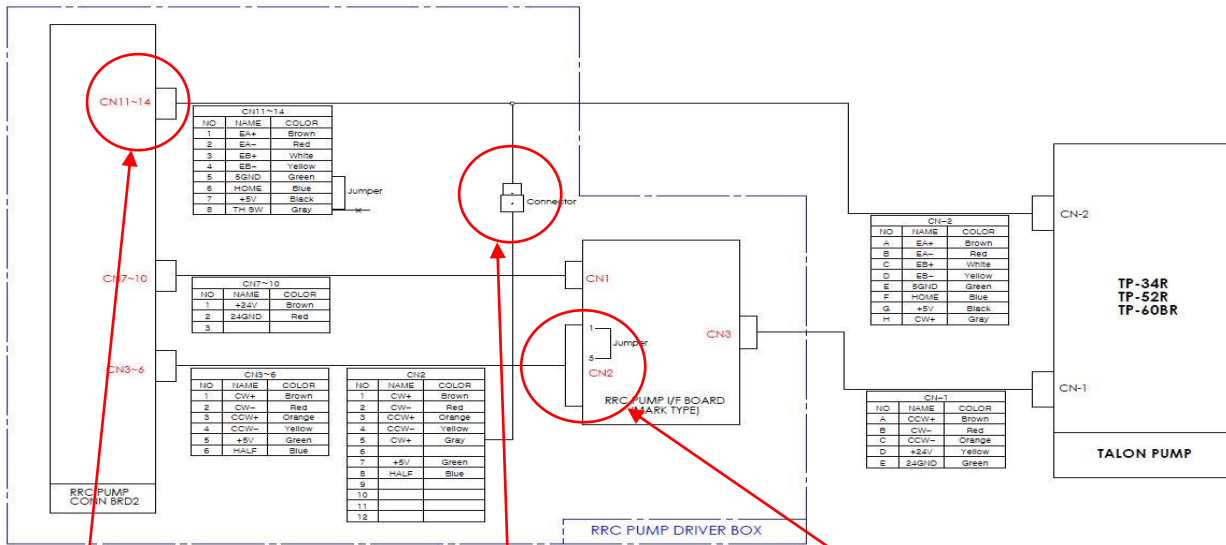 CN11~14
CN11~14
NO NAME COLOR
1 EA+ Brown
2 EA- Red
3 EB+ White
4 EB- Yellow
5 5GND Green
6 HOME Blue
7 +5V Black
8 TH SW Gray
Jumper
Connector
CN7~10
CN7~10
NO NAME COLOR
1 +24V Brown
2 24GND Red
3
CN3~6
CN3~6
NO NAME COLOR
1 CW+ Brown
2 CW- Red
3 CCW+ Orange
4 CCW- Yellow
5 +5V Green
6 HALF Blue
CN2
NO NAME COLOR
1 CW+ Brown
2 CW- Red
3 CCW+ Orange
4 CCW- Yellow
5 CW+ Gray
6
7 +5V Green
8 HALF Blue
9
10
11
12
RRC PUMP
CONN BRD2
CN1
1
Jumper
5
CN2
CN3
RRC PUMP I/F BOARD
(MARK TYPE)
RRC PUMP DRIVER BOX
CN-2
NO NAME COLOR
A EA+ Brown
B EA- Red
C EB+ White
D EB- Yellow
E 5GND Green
F HOME Blue
G +5V Black
H CW+ Gray
CN-2
CN-1
CN-1
NO NAME COLOR
A CCW+ Brown
B CW- Red
C CCW- Orange
D +24V Yellow
E 24GND Green
TP-34R
TP-52R
TP-60BR
TALON PUMP